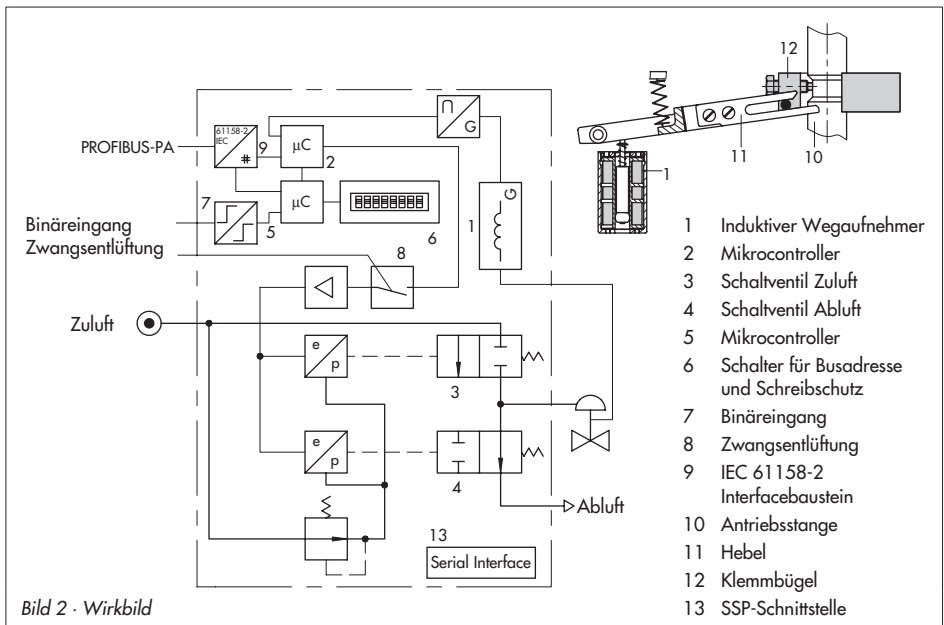 61158-2
IEC
#
9
µC
2
PROFIBUS-PA
∩
G
7
5
µC
6
Binäreingang
Zwangsentlüftung
8
1
G
Zuluft
e
p
3
e
p
4
Abluft
13
Serial Interface
12
1
11
10
1 Induktiver Wegaufnehmer
2 Mikrocontroller
3 Schaltventil Zuluft
4 Schaltventil Abluft
5 Mikrocontroller
6 Schalter für Busadresse
und Schreibschutz
7 Binäreingang
8 Zwangsentlüftung
9 IEC 61158-2
Interfacebaustein
10 Antriebsstange
11 Hebel
12 Klemmbügel
13 SSP-Schnittstelle
Bild 2 · Wirkbild